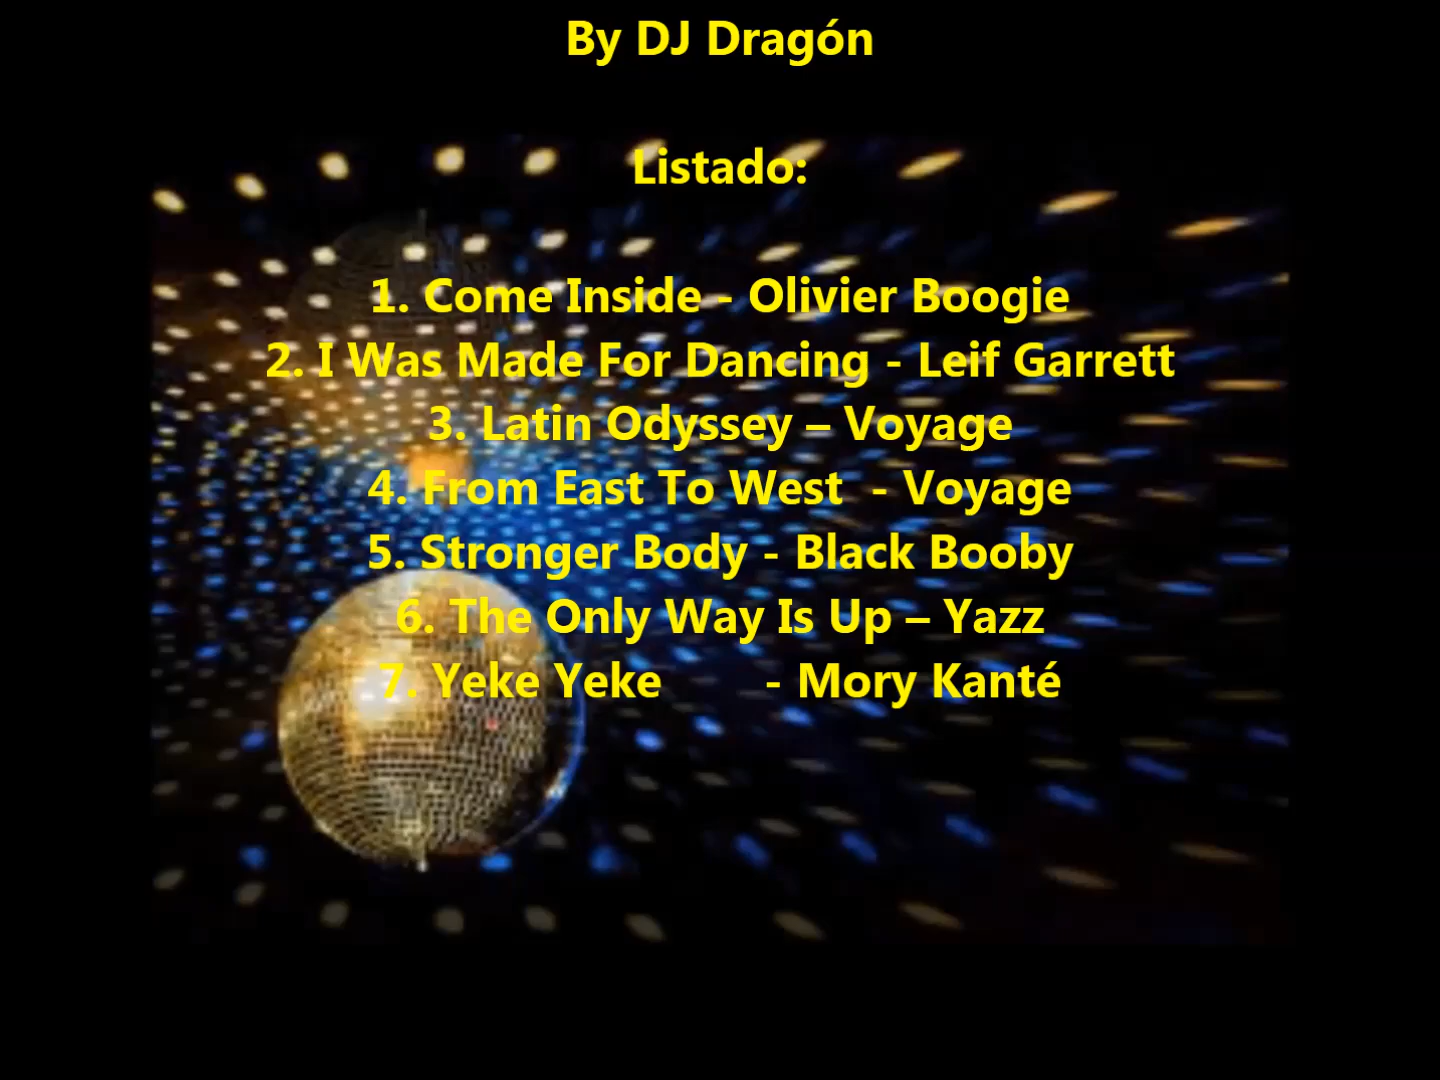 By DJ Dragón
Listado:
1. Come Inside - Olivier Boogie
2. I Was Made For Dancing - Leif Garrett
3. Latin Odyssey – Voyage
4. From East To West - Voyage
5. Stronger Body - Black Booby
6. The Only Way Is Up – Yazz
7. Yeke Yeke - Mory Kanté